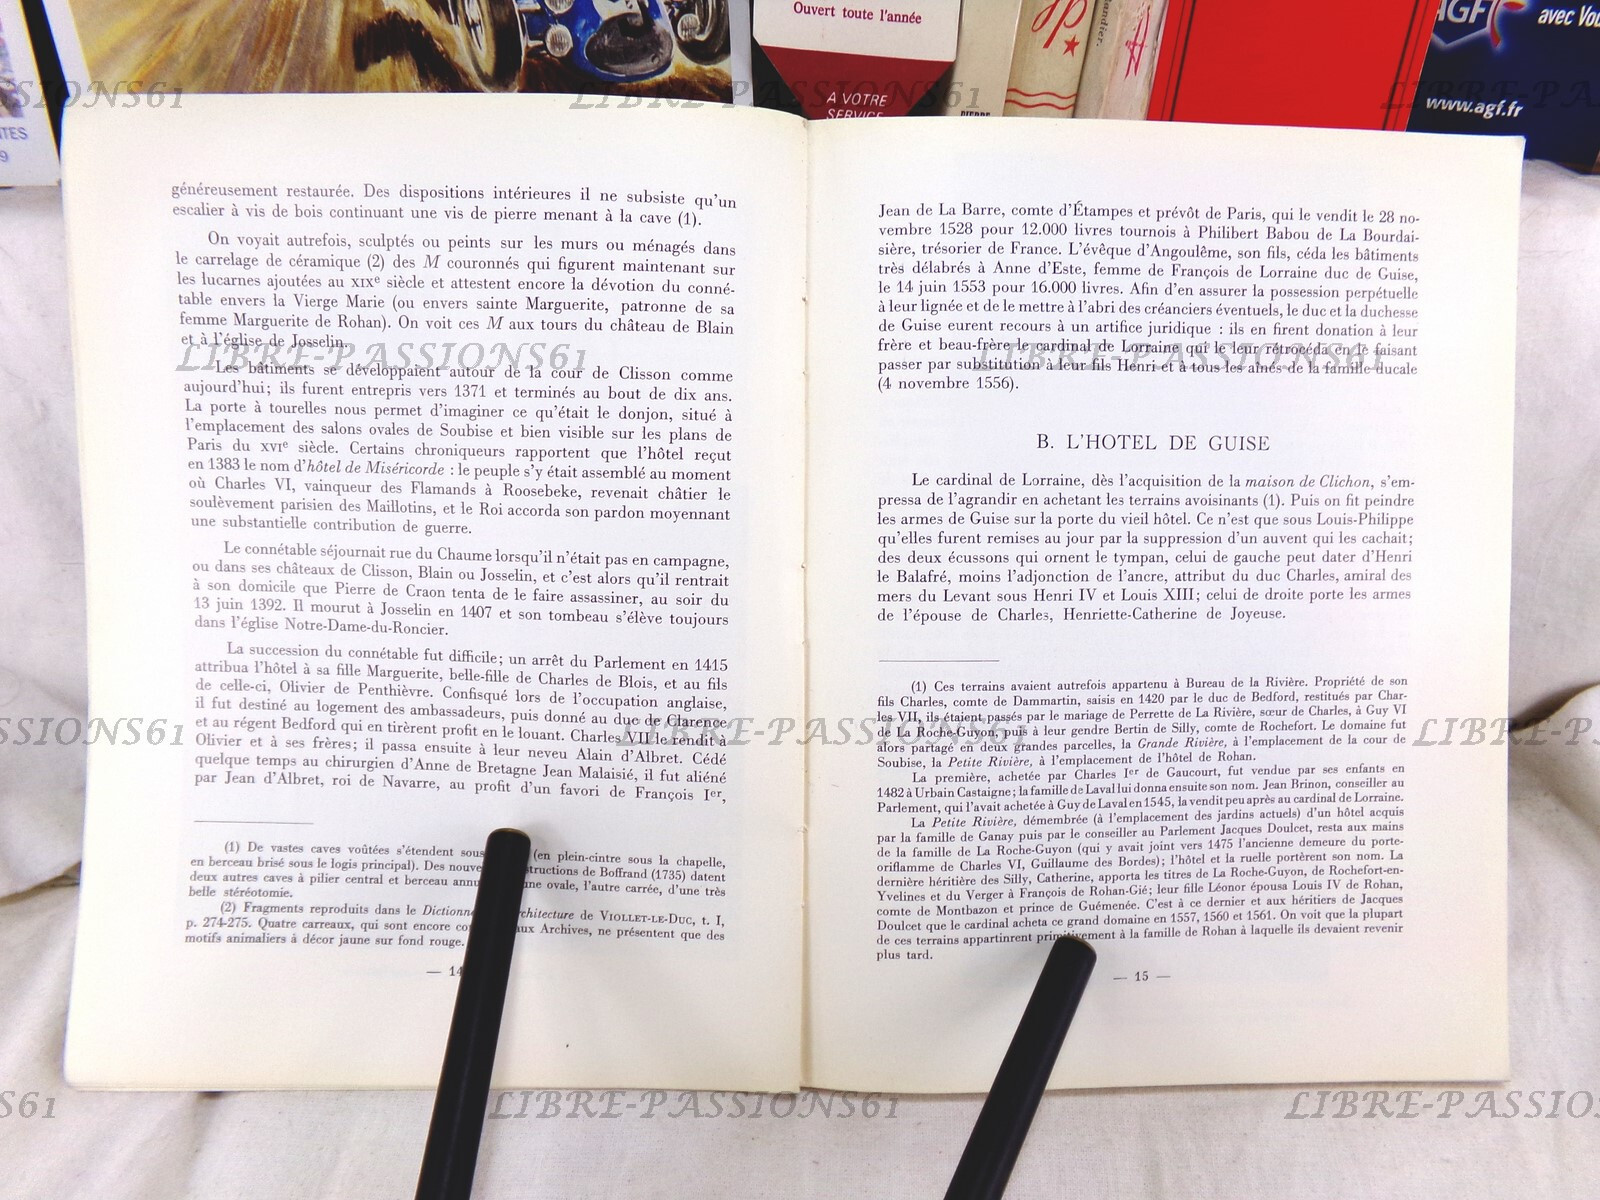 Ouvert toute l'année
A VOTRE
SERVICE
AGF
avec Vou
www.agf.fr
LIBRE-PASSIONS61
généreusement restaurée. Des dispositions intérieures il ne subsiste qu'un
escalier à vis de bois continuant une vis de pierre menant à la cave (1).
On voyait autrefois, sculptés ou peints sur les murs ou ménagés dans
le carrelage de céramique (2) des M couronnés qui figurent maintenant sur
les lucarnes ajoutées au XIXe siècle et attestent encore la dévotion du conné-
table envers la Vierge Marie (ou envers sainte Marguerite, patronne de sa
femme Marguerite de Rohan). On voit ces M aux tours du château de Blain
et à l'église de Josselin.
Les bâtiments se développaient autour de la cour de Clisson comme
aujourd'hui; ils furent entrepris vers 1371 et terminés au bout de dix ans.
La porte à tourelles nous permet d'imaginer ce qu'était le donjon, situé à
l'emplacement des salons ovales de Soubise et bien visible sur les plans de
Paris du XVIe siècle. Certains chroniqueurs rapportent que l'hôtel reçut
en 1383 le nom d'hôtel de Miséricorde : le peuple s'y était assemblé au moment
où Charles VI, vainqueur des Flamands à Roosebeke, revenait châtier le
soulèvement parisien des Maillotins, et le Roi accorda son pardon moyennant
une substantielle contribution de guerre.
Le connétable séjournait rue du Chaume lorsqu'il n'était pas en campagne,
ou dans ses châteaux de Clisson, Blain ou Josselin, et c'est alors qu'il rentrait
à son domicile que Pierre de Craon tenta de le faire assassiner, au soir du
13 juin 1392. Il mourut à Josselin en 1407 et son tombeau s'élève toujours
dans l'église Notre-Dame-du-Roncier.
La succession du connétable fut difficile; un arrêt du Parlement en 1415
attribua l'hôtel à sa fille Marguerite, belle-fille de Charles de Blois, et au fils
de celle-ci, Olivier de Penthièvre. Confisqué lors de l'occupation anglaise,
il fut destiné au logement des ambassadeurs, puis donné au duc de Clarence
et au régent Bedford qui en tirèrent profit en le louant. Charles VII le rendit à
Olivier et à ses frères; il passa ensuite à leur neveu Alain d'Albret. Cédé
quelque temps au chirurgien d'Anne de Bretagne Jean Malaisié, il fut aliéné
par Jean d'Albret, roi de Navarre, au profit d'un favori de François Ier,
(1) De vastes caves voûtées s'étendent sous (en plein-cintre sous la chapelle,
en berceau brisé sous le logis principal). Des structions de Boffrand (1735) datent
deux autres caves à pilier central et berceau ne ovale, l'autre carrée, d'une très
belle stéréotomie.
(2) Fragments reproduits dans le chitecture de VIOLLET-LE-DUC, t. I,
p. 274-275. Quatre carreaux, qui sont encore aux Archives, ne présentent que des
motifs animaliers à décor jaune sur fond rouge.
— 14
Jean de La Barre, comte d'Étampes et prévôt de Paris, qui le vendit le 28 no-
vembre 1528 pour 12.000 livres tournois à Philibert Babou de La Bourdai-
sière, trésorier de France. L'évêque d'Angoulême, son fils, céda les bâtiments
très délabrés à Anne d'Este, femme de François de Lorraine duc de Guise,
le 14 juin 1553 pour 16.000 livres. Afin d'en assurer la possession perpétuelle
à leur lignée et de le mettre à l'abri des créanciers éventuels, le duc et la duchesse
de Guise eurent recours à un artifice juridique : ils en firent donation à leur
frère et beau-frère le cardinal de Lorraine qui le leur rétrocéda en le faisant
passer par substitution à leur fils Henri et à tous les aînés de la famille ducale
(4 novembre 1556).
B. L'HOTEL DE GUISE
Le cardinal de Lorraine, dès l'acquisition de la maison de Clichon, s'em-
pressa de l'agrandir en achetant les terrains avoisinants (1). Puis on fit peindre
les armes de Guise sur la porte du vieil hôtel. Ce n'est que sous Louis-Philippe
qu'elles furent remises au jour par la suppression d'un auvent qui les cachait;
des deux écussons qui ornent le tympan, celui de gauche peut dater d'Henri
le Balafré, moins l'adjonction de l'ancre, attribut du duc Charles, amiral des
mers du Levant sous Henri IV et Louis XIII; celui de droite porte les armes
de l'épouse de Charles, Henriette-Catherine de Joyeuse.
(1) Ces terrains avaient autrefois appartenu à Bureau de la Rivière. Propriété de son
fils Charles, comte de Dammartin, saisis en 1420 par le duc de Bedford, restitués par Char-
les VII, ils étaient passés par le mariage de Perrette de La Rivière, sœur de Charles, à Guy VI
de La Roche-Guyon, puis à leur gendre Bertin de Silly, comte de Rochefort. Le domaine fut
alors partagé en deux grandes parcelles, la Grande Rivière, à l'emplacement de la cour de
Soubise, la Petite Rivière, à l'emplacement de l'hôtel de Rohan.
La première, achetée par Charles Ier de Gaucourt, fut vendue par ses enfants en
1482 à Urbain Castaigne; la famille de Laval lui donna ensuite son nom. Jean Brinon, conseiller au
Parlement, qui l'avait achetée à Guy de Laval en 1545, la vendit peu après au cardinal de Lorraine.
La Petite Rivière, démembrée (à l'emplacement des jardins actuels) d'un hôtel acquis
par la famille de Ganay puis par le conseiller au Parlement Jacques Doulcet, resta aux mains
de la famille de La Roche-Guyon (qui y avait joint vers 1475 l'ancienne demeure du porte-
oriflamme de Charles VI, Guillaume des Bordes); l'hôtel et la ruelle portèrent son nom. La
dernière héritière des Silly, Catherine, apporta les titres de La Roche-Guyon, de Rochefort-en-
Yvelines et du Verger à François de Rohan-Gié; leur fille Léonor épousa Louis IV de Rohan,
comte de Montbazon et prince de Guémenée. C'est à ce dernier et aux héritiers de Jacques
Doulcet que le cardinal acheta ce grand domaine en 1557, 1560 et 1561. On voit que la plupart
de ces terrains appartinrent primitivement à la famille de Rohan à laquelle ils devaient revenir
plus tard.
— 15 —